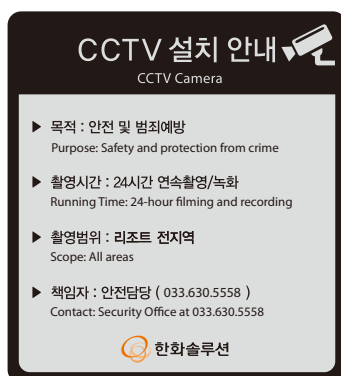 CCTV 설치 안내
CCTV Camera
▶ 목적 : 안전 및 범죄예방
Purpose: Safety and protection from crime
▶ 촬영시간 : 24시간 연속촬영/녹화
Running Time: 24-hour filming and recording
▶ 촬영범위 : 리조트 전지역
Scope: All areas
▶ 책임자 : 안전담당 ( 033.630.5558 )
Contact: Security Office at 033.630.5558
한화솔루션